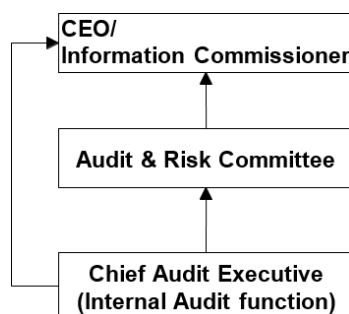 CEO/
Information Commissioner
Audit & Risk Committee
Chief Audit Executive
(Internal Audit function)